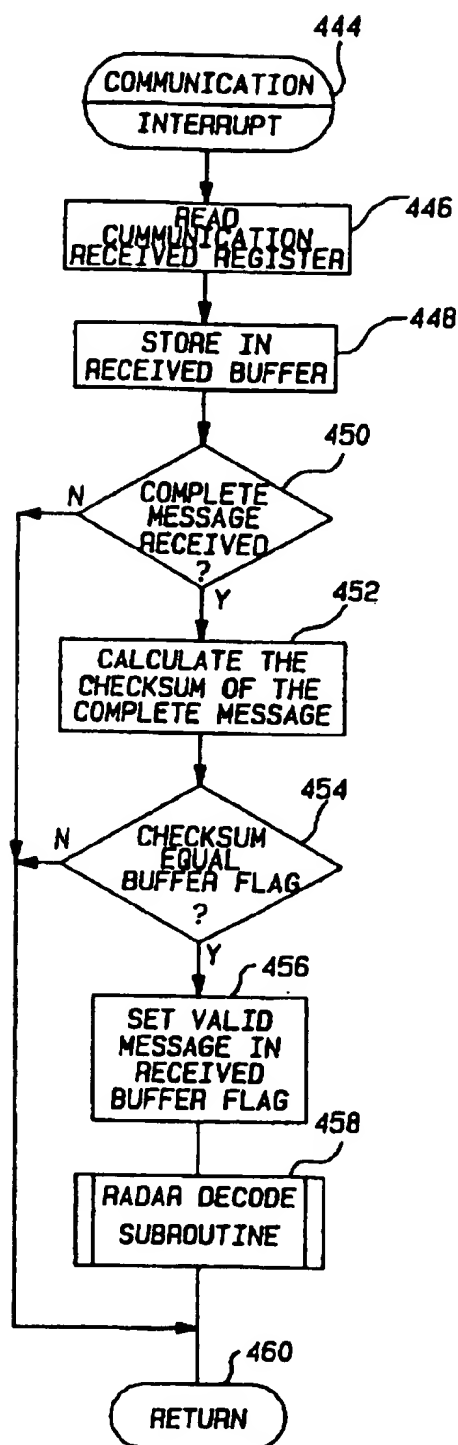 444
COMMUNICATION
INTERRUPT
446
READ
CUMMUNICATION
RECEIVED REGISTER
448
STORE IN
RECEIVED BUFFER
450
N
COMPLETE
MESSAGE
RECEIVED
?
Y
452
CALCULATE THE
CHECKSUM OF THE
COMPLETE MESSAGE
454
N
CHECKSUM
EQUAL
BUFFER FLAG
?
Y
456
SET VALID
MESSAGE IN
RECEIVED
BUFFER FLAG
458
RADAR DECODE
SUBROUTINE
460
RETURN